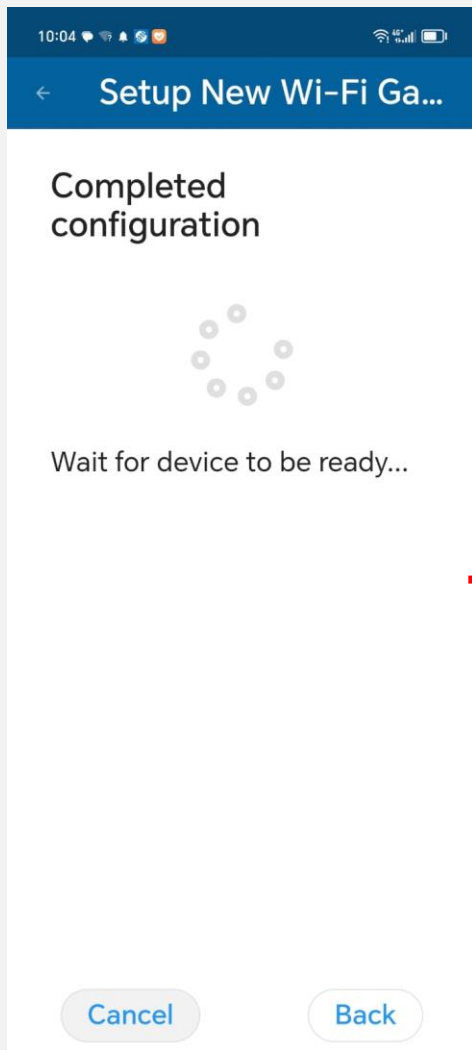 10:04
Setup New Wi-Fi Ga...
Completed
configuration
Wait for device to be ready...
Cancel
Back